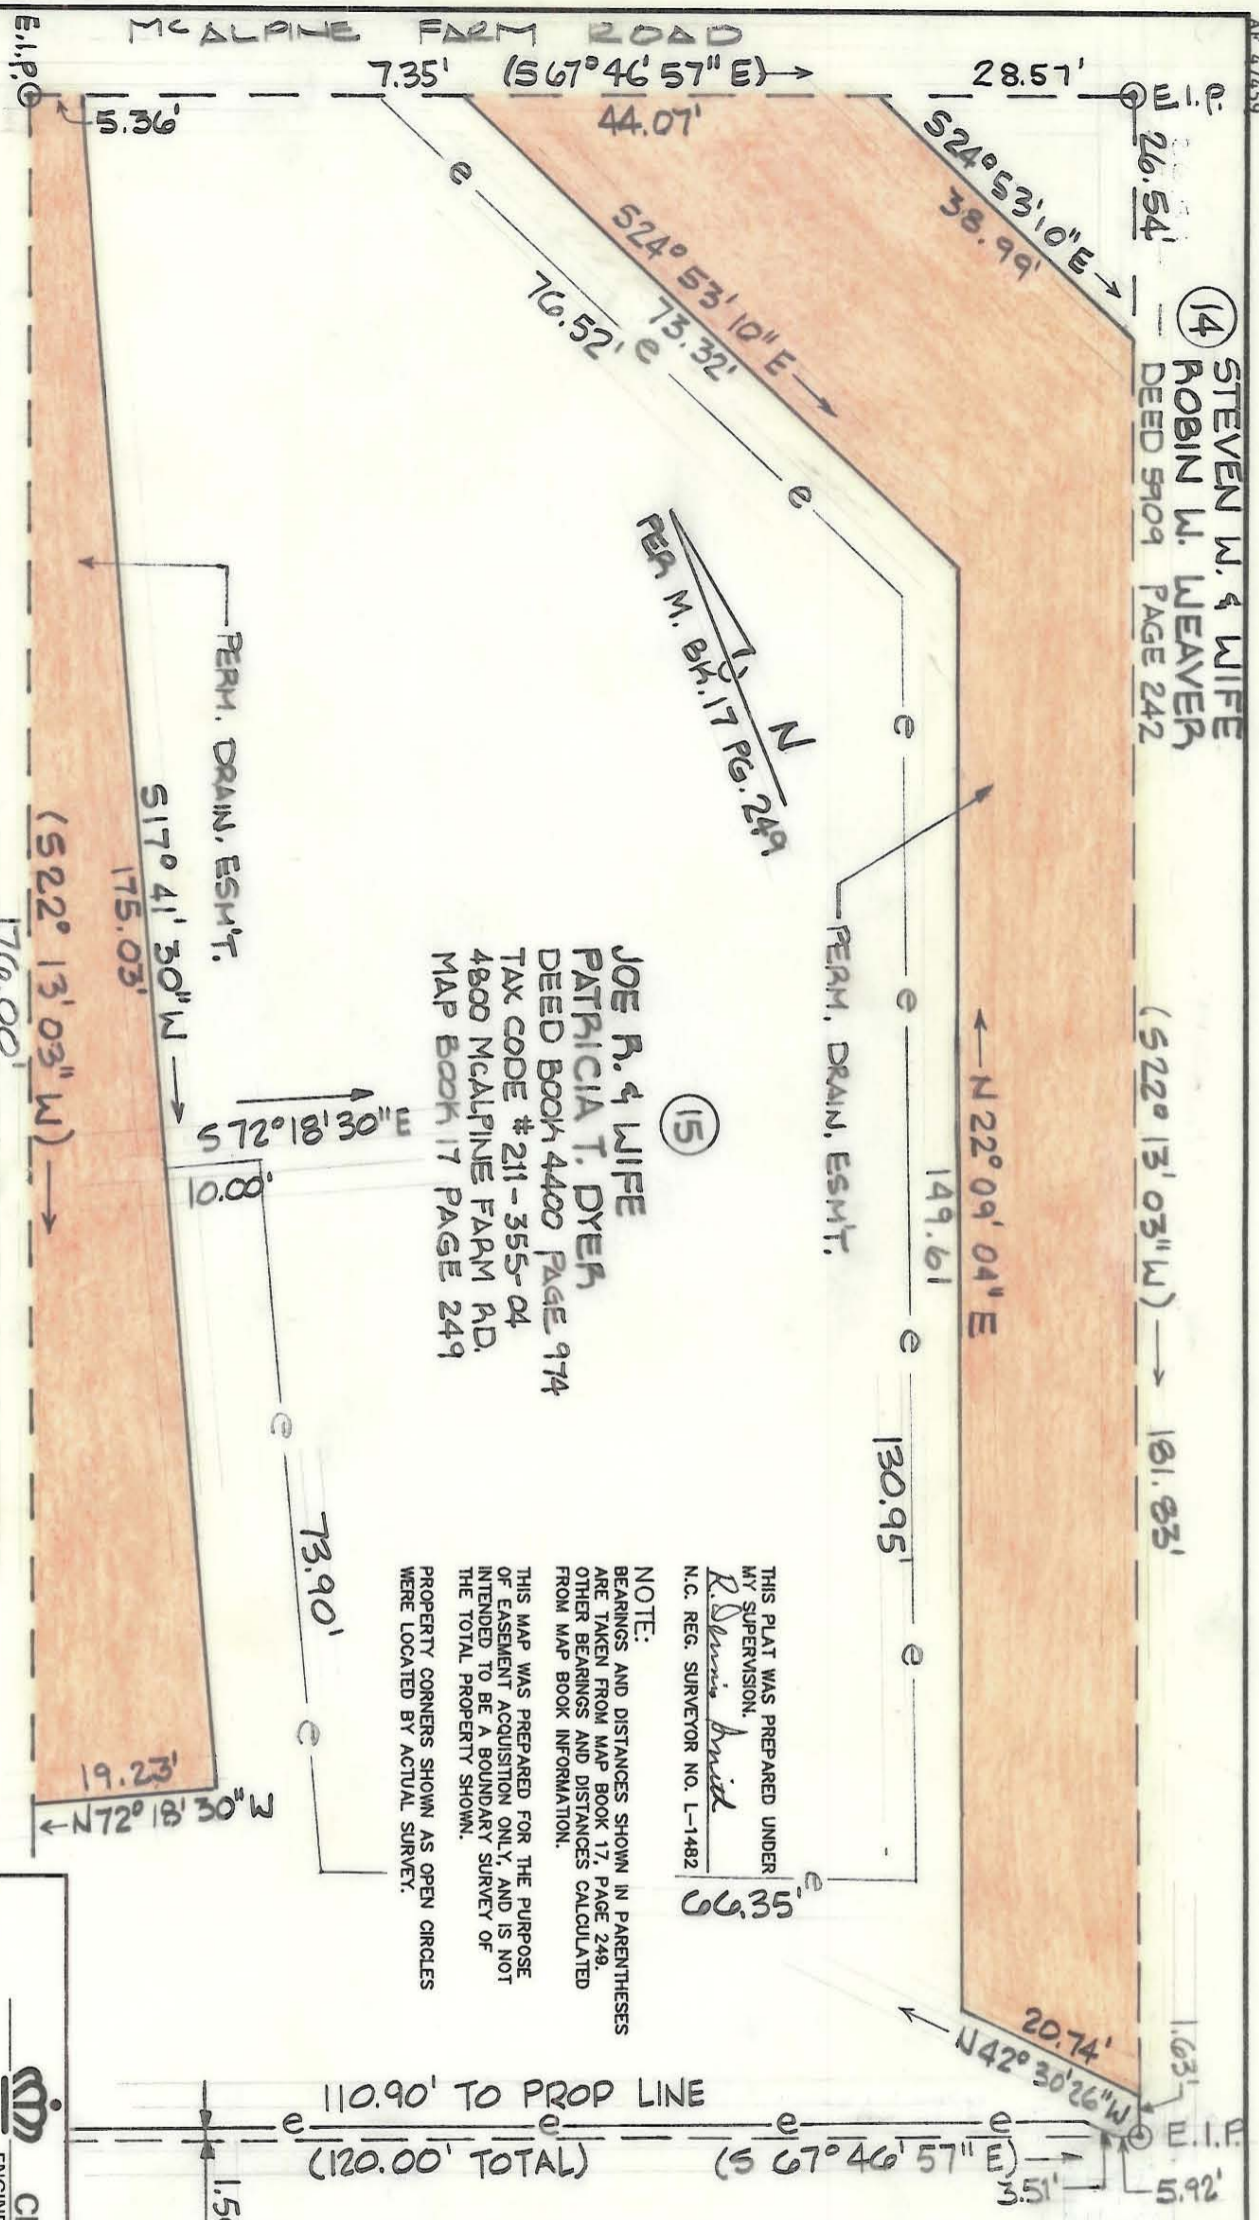 McALPINE FARM ROAD
E.I.P.
5.36'
7.35'
(S 67° 46' 57" E)
44.07'
28.57'
E.I.P.
26.54'
S24° 53' 10" E
38.99'
S24° 53' 10" E
73.32'
76.52'
e
e
e
14
STEVEN W. & WIFE
ROBIN W. WEAVER
DEED 5909 PAGE 242
(S22° 13' 03" W)
181.83'
N
PER M. BK. 17 PG. 249
PERM. DRAIN. ESM'T.
N 22° 09' 04" E
149.61
e
e
e
e
130.95'
15
JOE R. & WIFE
PATRICIA T. DYER
DEED BOOK 4400 PAGE 974
TAX CODE #211-355-04
4800 MCALPINE FARM RD.
MAP BOOK 17 PAGE 249
PERM. DRAIN. ESM'T.
S17° 41' 30" W
175.03'
(S22° 13' 03" W)
176.00'
S 72° 18' 30" E
10.00'
e
73.90'
e
19.23'
N72° 18' 30" W
THIS PLAT WAS PREPARED UNDER
MY SUPERVISION.
R. Dennis Smith
N.C. REG. SURVEYOR NO. L-1482
e
66.35'
NOTE:
BEARINGS AND DISTANCES SHOWN IN PARENTHESES
ARE TAKEN FROM MAP BOOK 17, PAGE 249.
OTHER BEARINGS AND DISTANCES CALCULATED
FROM MAP BOOK INFORMATION.
THIS MAP WAS PREPARED FOR THE PURPOSE
OF EASEMENT ACQUISITION ONLY, AND IS NOT
INTENDED TO BE A BOUNDARY SURVEY OF
THE TOTAL PROPERTY SHOWN.
PROPERTY CORNERS SHOWN AS OPEN CIRCLES
WERE LOCATED BY ACTUAL SURVEY.
20.74'
N42° 30' 26" W
1.63'
E.I.P.
110.90' TO PROP LINE
e
e
e
e
(120.00' TOTAL)
(S 67° 46' 57" E)
3.51'
5.92'